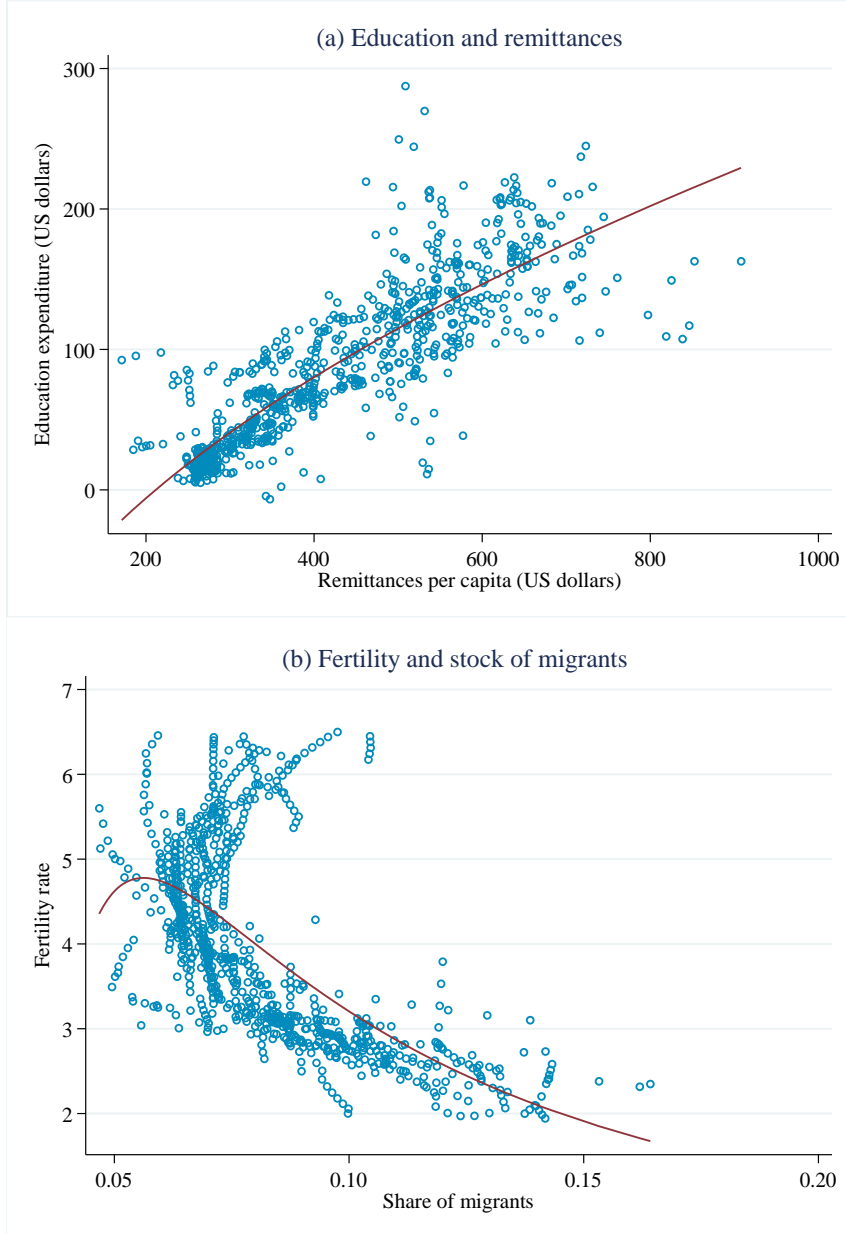 (a) Education and remittances
Education expenditure (US dollars)
300
200
100
0
200 400 600 800 1000
Remittances per capita (US dollars)
(b) Fertility and stock of migrants
Fertility rate
7
6
5
4
3
2
0.05 0.10 0.15 0.20
Share of migrants